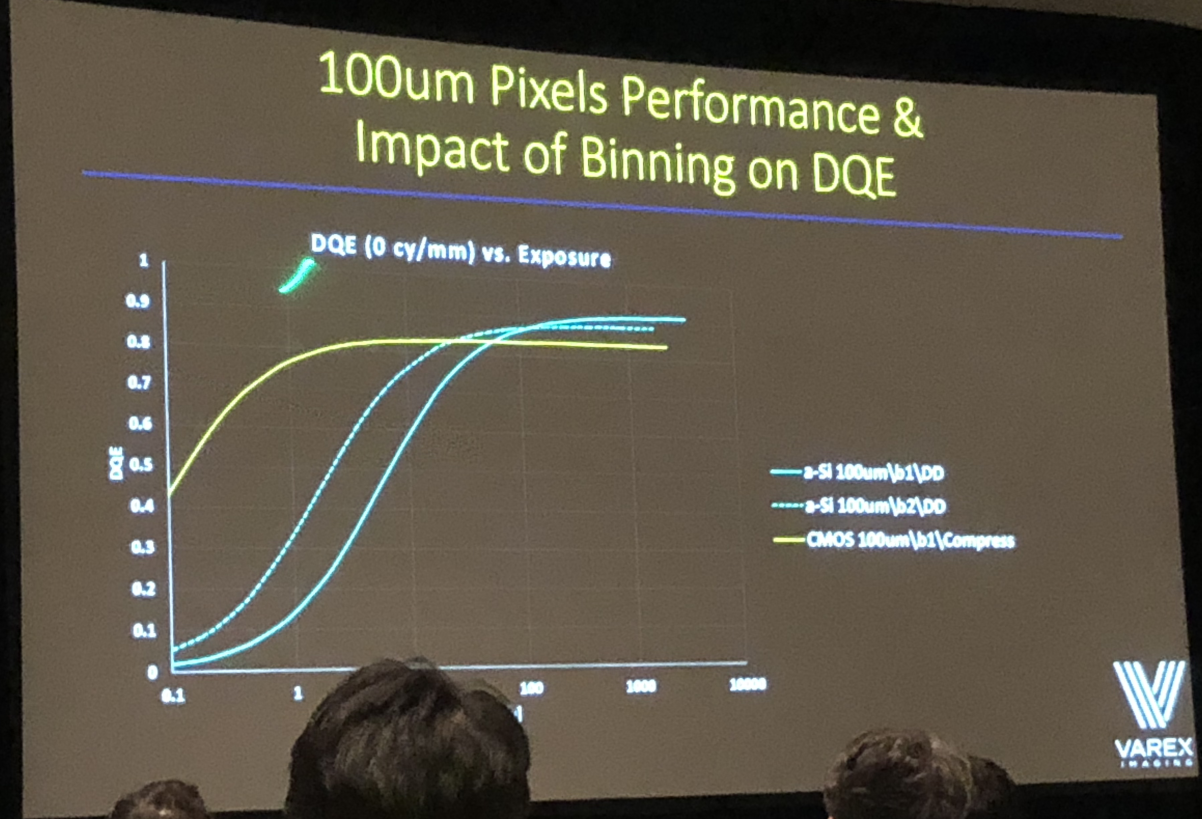 100um Pixels Performance &
Impact of Binning on DQE
DQE (0 cy/mm) vs. Exposure
1
0.9
0.8
0.7
0.6
0.5
0.4
0.3
0.2
0.1
0
DQE
0.1
1
100
1000
10000
a-Si 100um\b1\DD
a-Si 100um\b2\DD
CMOS 100um\b1\Compress
VAREX
IMAGING